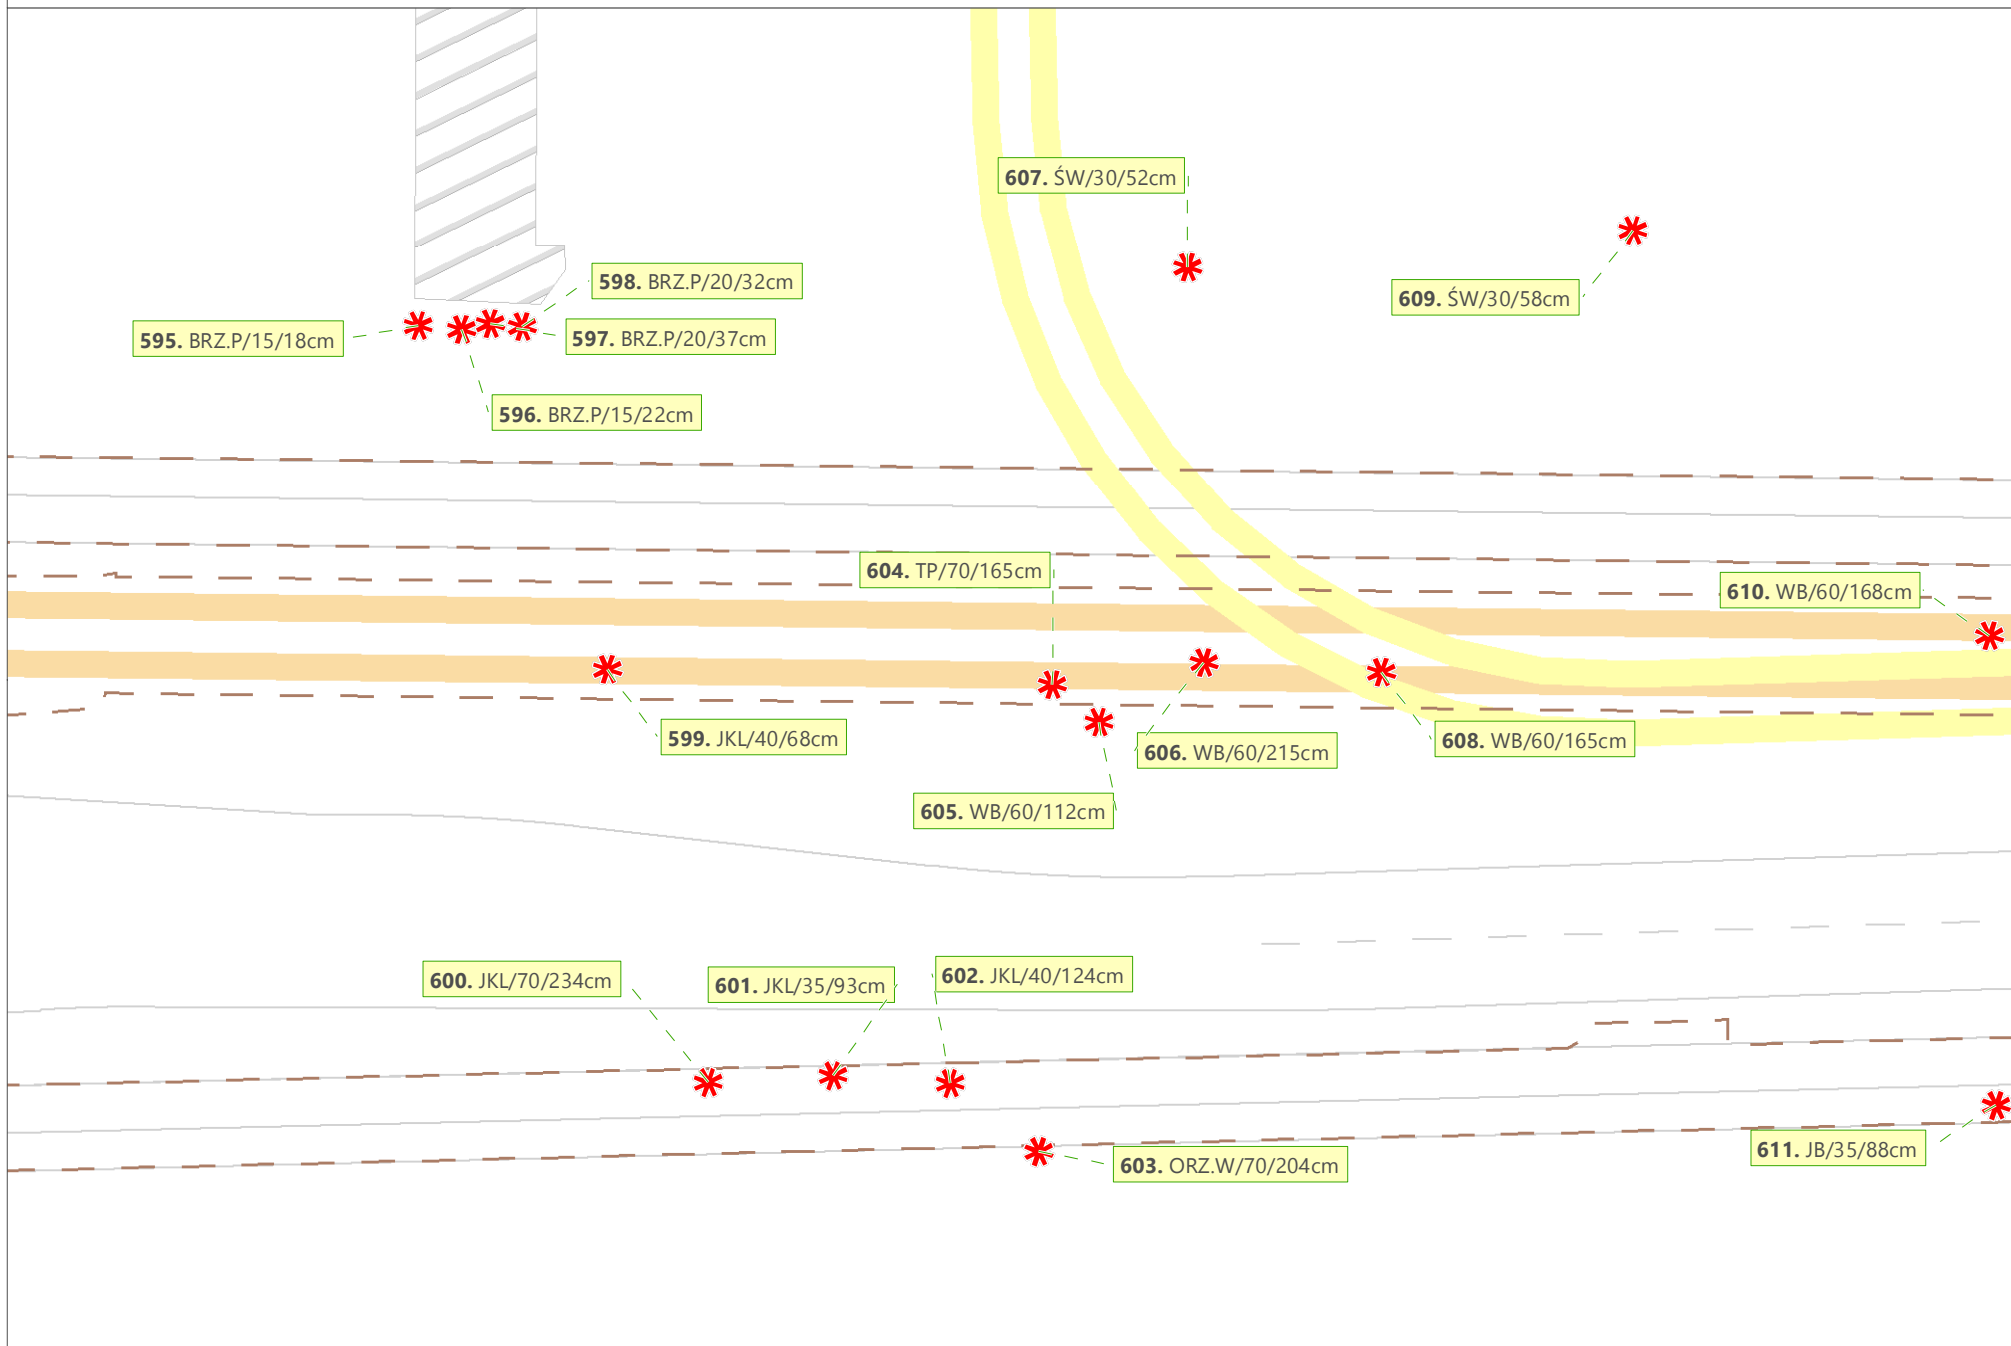 607. ŚW/30/52cm
598. BRZ.P/20/32cm
609. ŚW/30/58cm
595. BRZ.P/15/18cm
597. BRZ.P/20/37cm
596. BRZ.P/15/22cm
604. TP/70/165cm
610. WB/60/168cm
599. JKL/40/68cm
606. WB/60/215cm
608. WB/60/165cm
605. WB/60/112cm
600. JKL/70/234cm
601. JKL/35/93cm
602. JKL/40/124cm
611. JB/35/88cm
603. ORZ.W/70/204cm